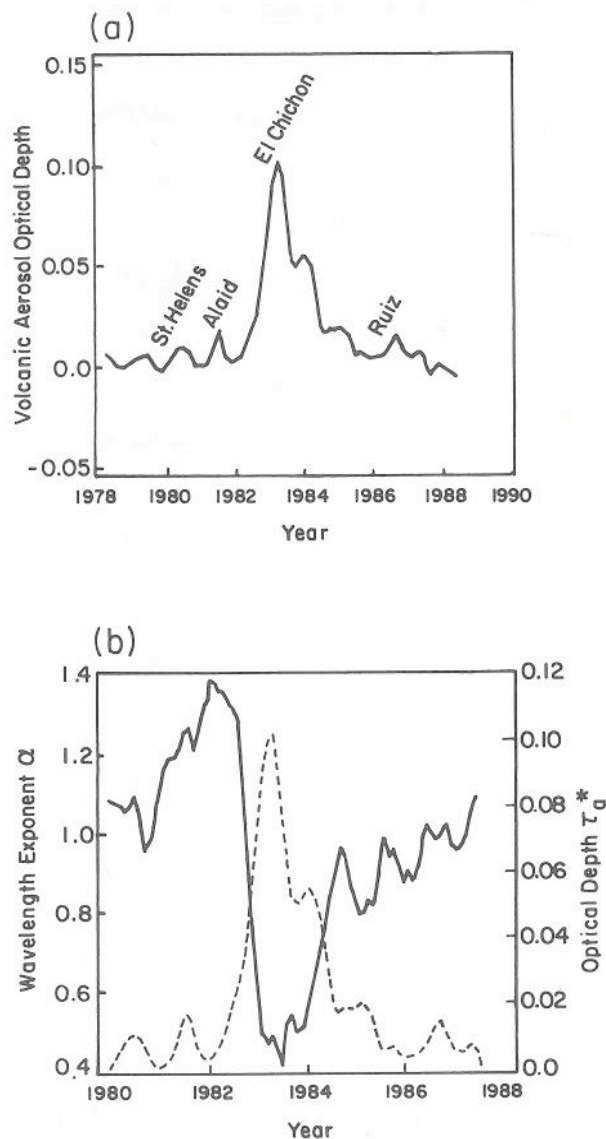 (a)
0.15
0.10
0.05
0.0
-0.05
Volcanic Aerosol Optical Depth
St. Helens
Alaid
El Chichon
Ruiz
1978 1980 1982 1984 1986 1988 1990
Year
(b)
1.4
1.2
1.0
0.8
0.6
0.4
Wavelength Exponent α
0.12
0.10
0.08
0.06
0.04
0.02
0.0
Optical Depth τa*
1980 1982 1984 1986 1988
Year